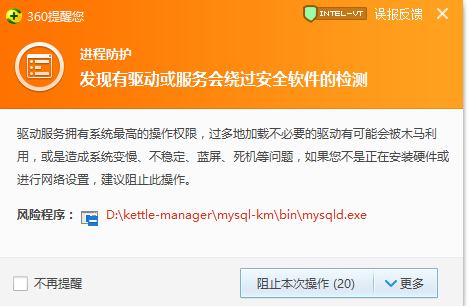 360提醒您
INTEL-VT 误报反馈
进程防护
发现有驱动或服务会绕过安全软件的检测
驱动服务拥有系统最高的操作权限，过多地加载不必要的驱动有可能会被木马利
用，或是造成系统变慢、不稳定、蓝屏、死机等问题，如果您不是正在安装硬件或
进行网络设置，建议阻止此操作。
风险程序： D:\kettle-manager\mysql-km\bin\mysqld.exe
不再提醒 阻止本次操作 (20) 更多